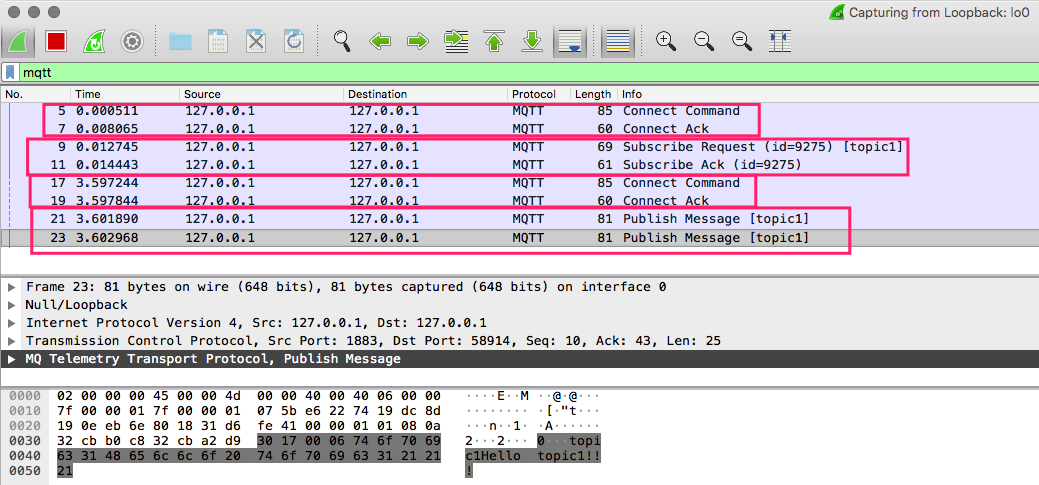 Capturing from Loopback: lo0
mqtt
No. Time Source Destination Protocol Length Info
5 0.000511 127.0.0.1 127.0.0.1 MQTT 85 Connect Command
7 0.008065 127.0.0.1 127.0.0.1 MQTT 60 Connect Ack
9 0.012745 127.0.0.1 127.0.0.1 MQTT 69 Subscribe Request (id=9275) [topic1]
11 0.014443 127.0.0.1 127.0.0.1 MQTT 61 Subscribe Ack (id=9275)
17 3.597244 127.0.0.1 127.0.0.1 MQTT 85 Connect Command
19 3.597844 127.0.0.1 127.0.0.1 MQTT 60 Connect Ack
21 3.601890 127.0.0.1 127.0.0.1 MQTT 81 Publish Message [topic1]
23 3.602968 127.0.0.1 127.0.0.1 MQTT 81 Publish Message [topic1]
Frame 23: 81 bytes on wire (648 bits), 81 bytes captured (648 bits) on interface 0
Null/Loopback
Internet Protocol Version 4, Src: 127.0.0.1, Dst: 127.0.0.1
Transmission Control Protocol, Src Port: 1883, Dst Port: 58914, Seq: 10, Ack: 43, Len: 25
MQ Telemetry Transport Protocol, Publish Message
0000 02 00 00 00 45 00 00 4d 00 00 40 00 40 06 00 00 ····E··M ··@·@···
0010 7f 00 00 01 7f 00 00 01 07 5b e6 22 74 19 dc 8d ········ ·[·"t···
0020 19 0e eb 6e 80 18 31 d6 fe 41 00 00 01 01 08 0a ···n··1· ·A······
0030 32 cb b0 c8 32 cb a2 d9 30 17 00 06 74 6f 70 69 2···2··· 0···topi
0040 63 31 48 65 6c 6c 6f 20 74 6f 70 69 63 31 21 21 c1Hello topic1!!
0050 21 !